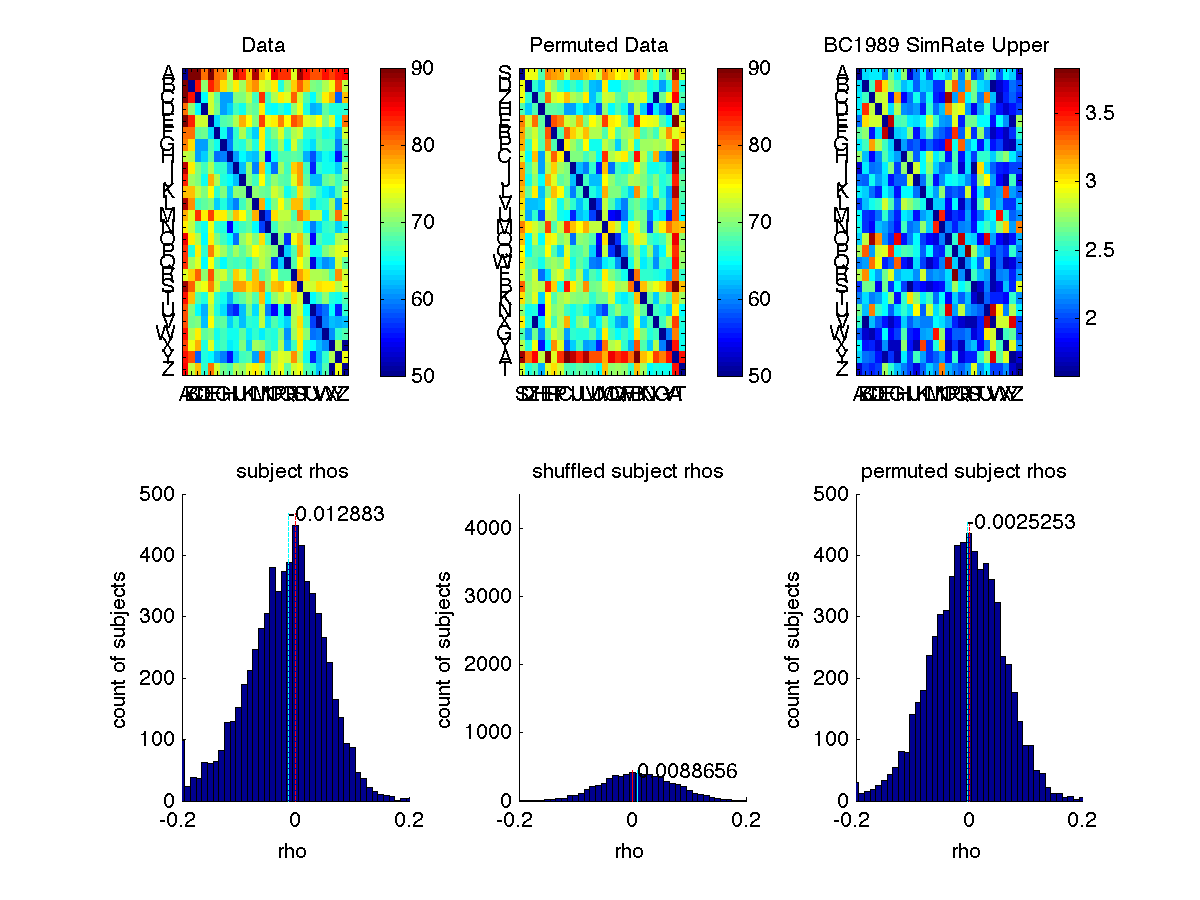 Data
Permuted Data
BC1989 SimRate Upper
A
B
C
D
E
F
G
H
I
J
K
L
M
N
O
P
Q
R
S
T
U
V
W
X
Y
Z
90
80
70
60
50
S
D
Z
H
E
R
P
C
I
J
L
V
U
M
O
Q
W
F
B
K
N
X
G
Y
A
T
90
80
70
60
50
A
B
C
D
E
F
G
H
I
J
K
L
M
N
O
P
Q
R
S
T
U
V
W
X
Y
Z
3.5
3
2.5
2
subject rhos
500
400
300
200
100
0
-0.2
0
0.2
-0.012883
count of subjects
rho
shuffled subject rhos
4000
3000
2000
1000
0
-0.2
0
0.2
0.0088656
count of subjects
rho
permuted subject rhos
500
400
300
200
100
0
-0.2
0
0.2
-0.0025253
count of subjects
rho